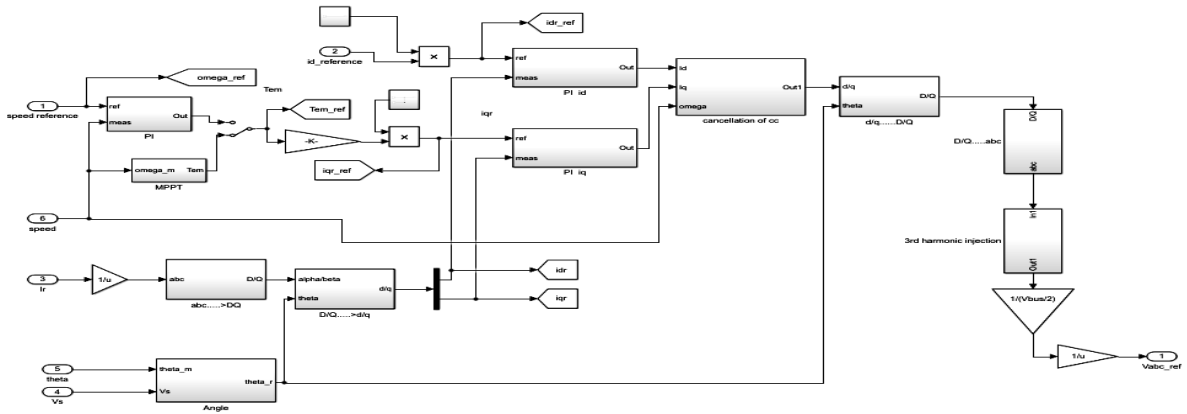 idr_ref
2
id_reference
×
ref
meas
Out
PI id
omega_ref
1
speed reference
ref
meas
Out
PI
Tem
Tem_ref
-K-
×
iqr_ref
iqr
ref
meas
Out
PI iq
omega_m
Tem
MPPT
6
speed
Id
Iq
omega
Out1
cancellation of cc
d/q
theta
D/Q
d/q......D/Q
D/Q
abc
D/Q.....abc
In1
Out1
3rd harmonic injection
1/(Vbus/2)
1/u
1
Vabc_ref
3
Ir
1/u
abc
D/Q
abc.....>DQ
alpha/beta
theta
d/q
D/Q.....>d/q
idr
iqr
5
theta
4
Vs
theta_m
Vs
theta_r
Angle